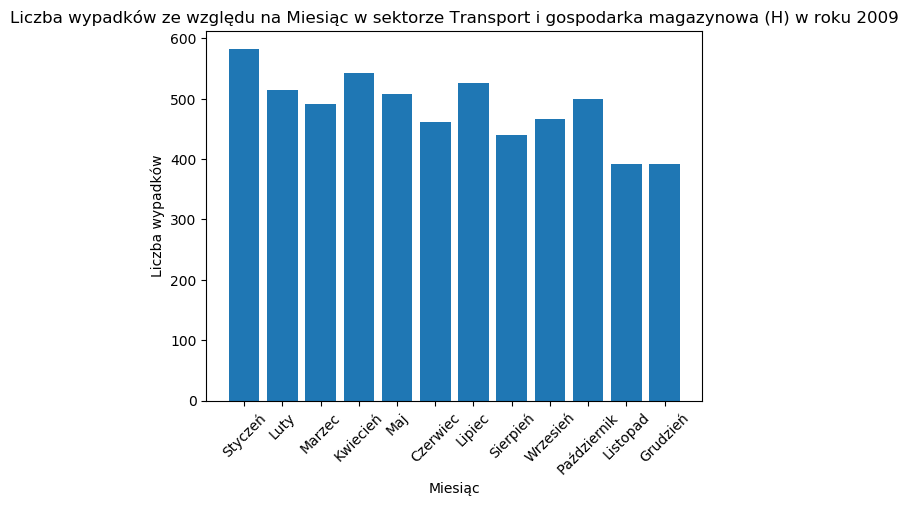 Liczba wypadków ze względu na Miesiąc w sektorze Transport i gospodarka magazynowa (H) w roku 2009
600
500
400
300
200
100
0
Liczba wypadków
Styczeń
Luty
Marzec
Kwiecień
Maj
Czerwiec
Lipiec
Sierpień
Wrzesień
Październik
Listopad
Grudzień
Miesiąc